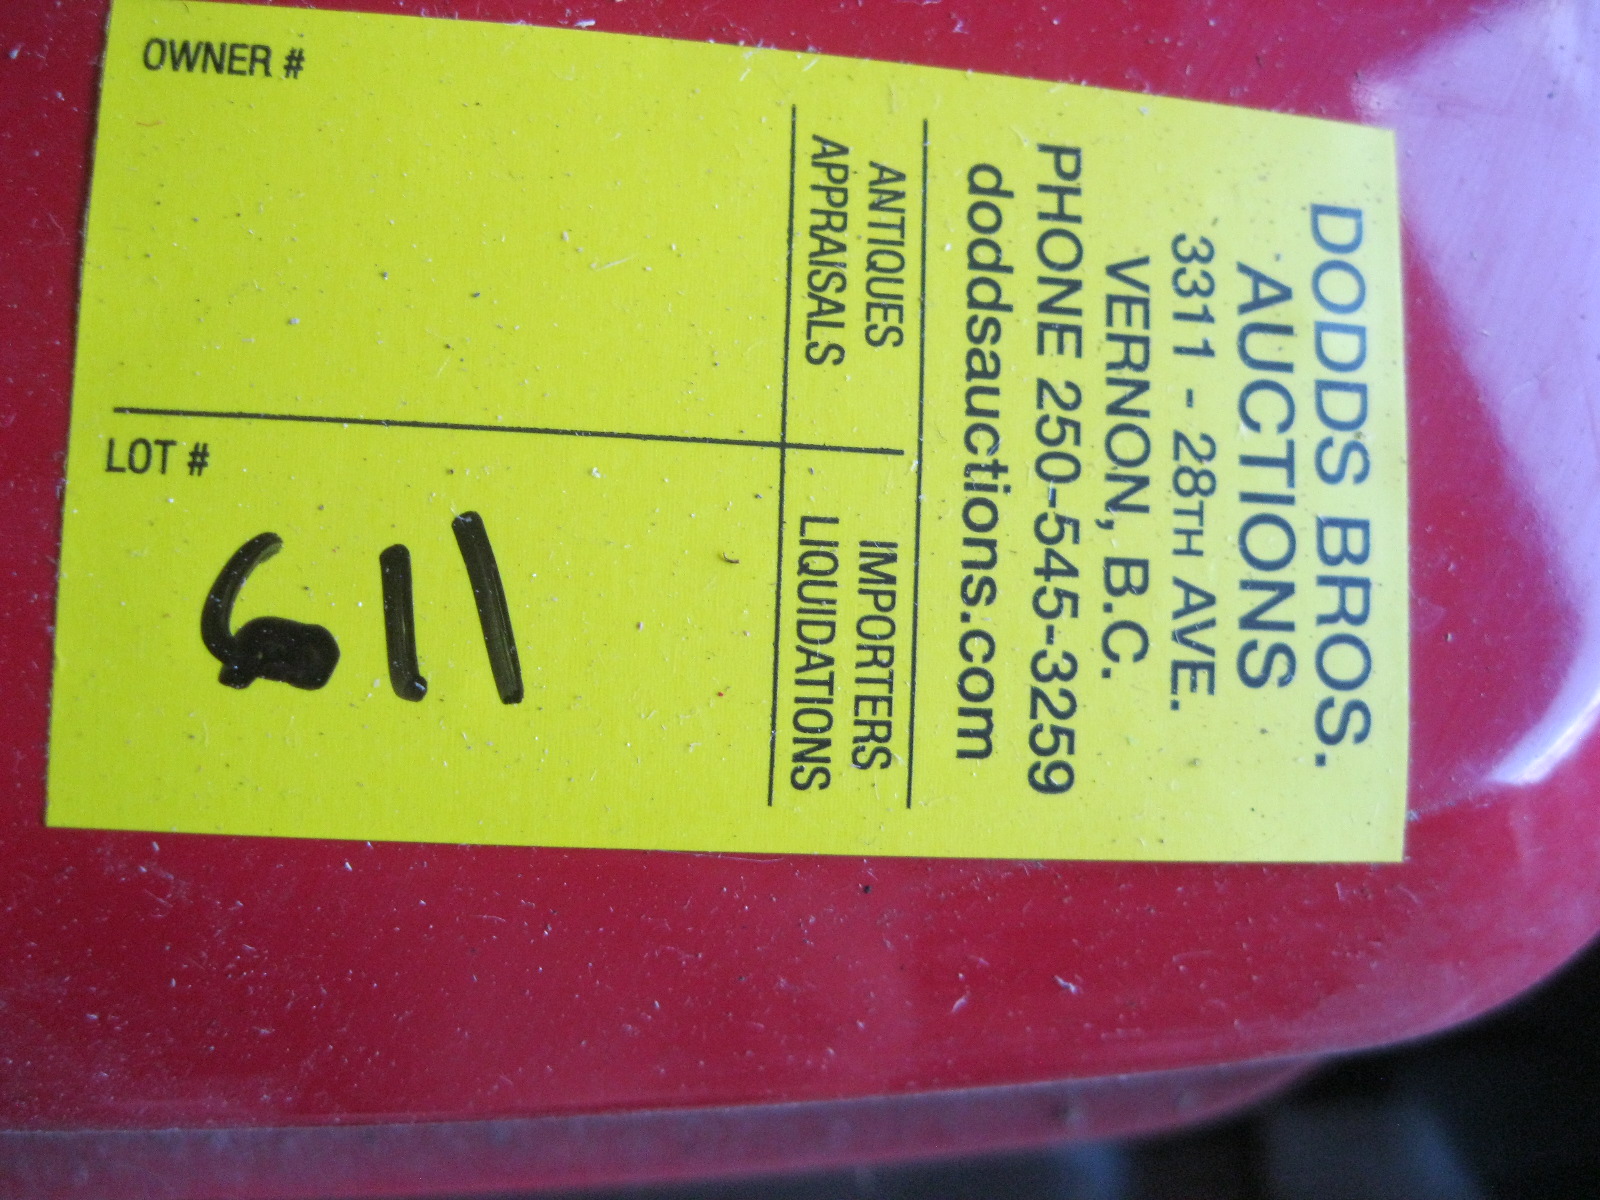 DODDS BROS.
AUCTIONS
3311 - 28TH AVE.
VERNON, B.C.
PHONE 250-545-3259
doddsauctions.com
ANTIQUES
APPRAISALS
IMPORTERS
LIQUIDATIONS
OWNER #
LOT #
611